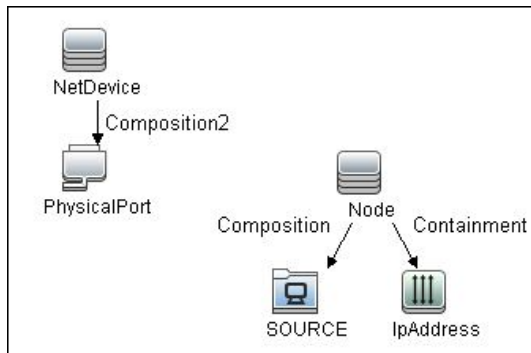 NetDevice
Composition2
PhysicalPort
Node
Composition
Containment
SOURCE
IpAddress